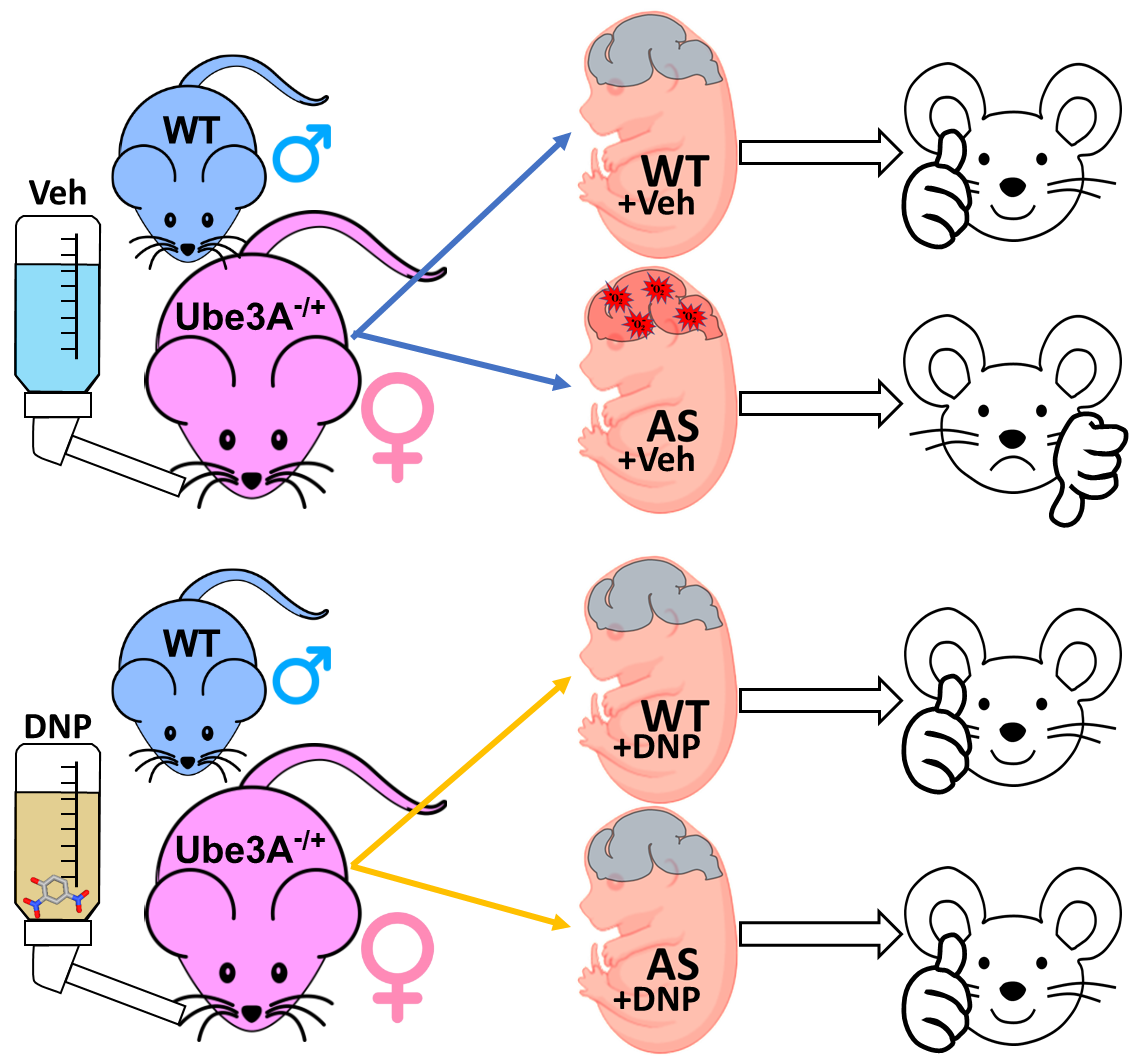 WT
Veh
Ube3A-/+
WT
+Veh
AS
+Veh
WT
DNP
Ube3A-/+
WT
+DNP
AS
+DNP